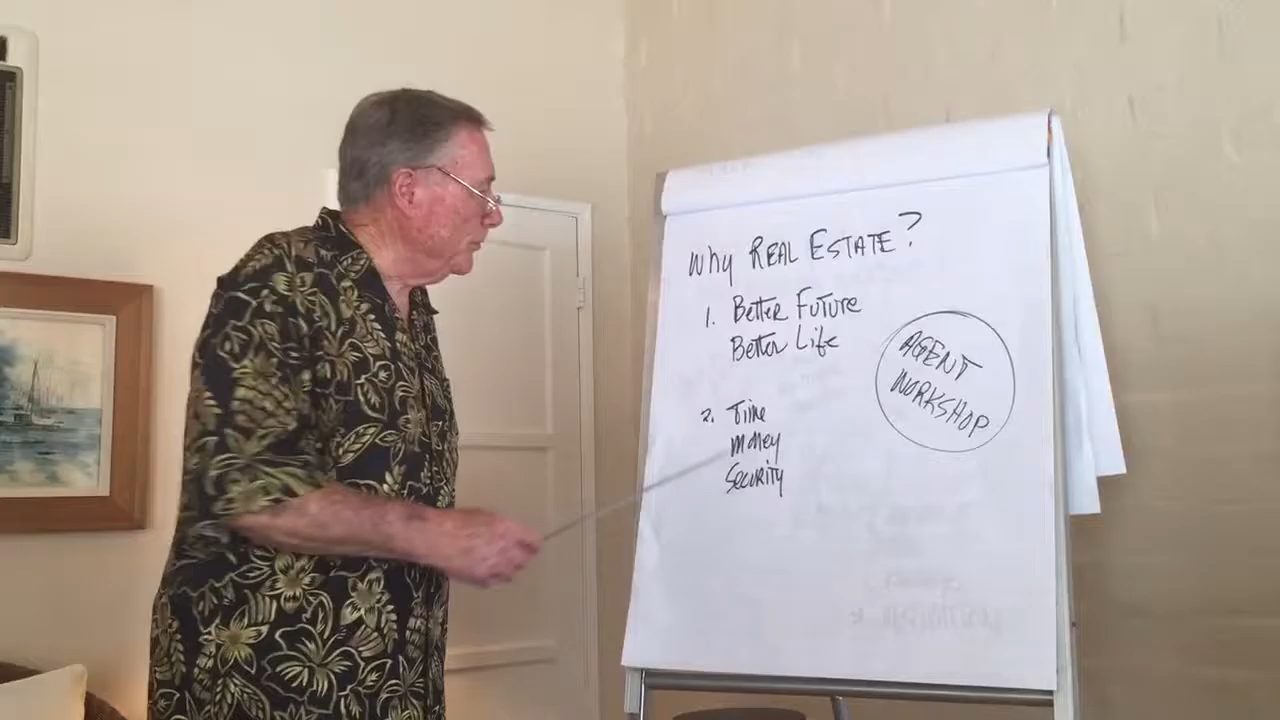 Why REAL ESTATE?
1. Better Future
Better Life
2. Time
Money
Security
AGENT
WORKSHOP